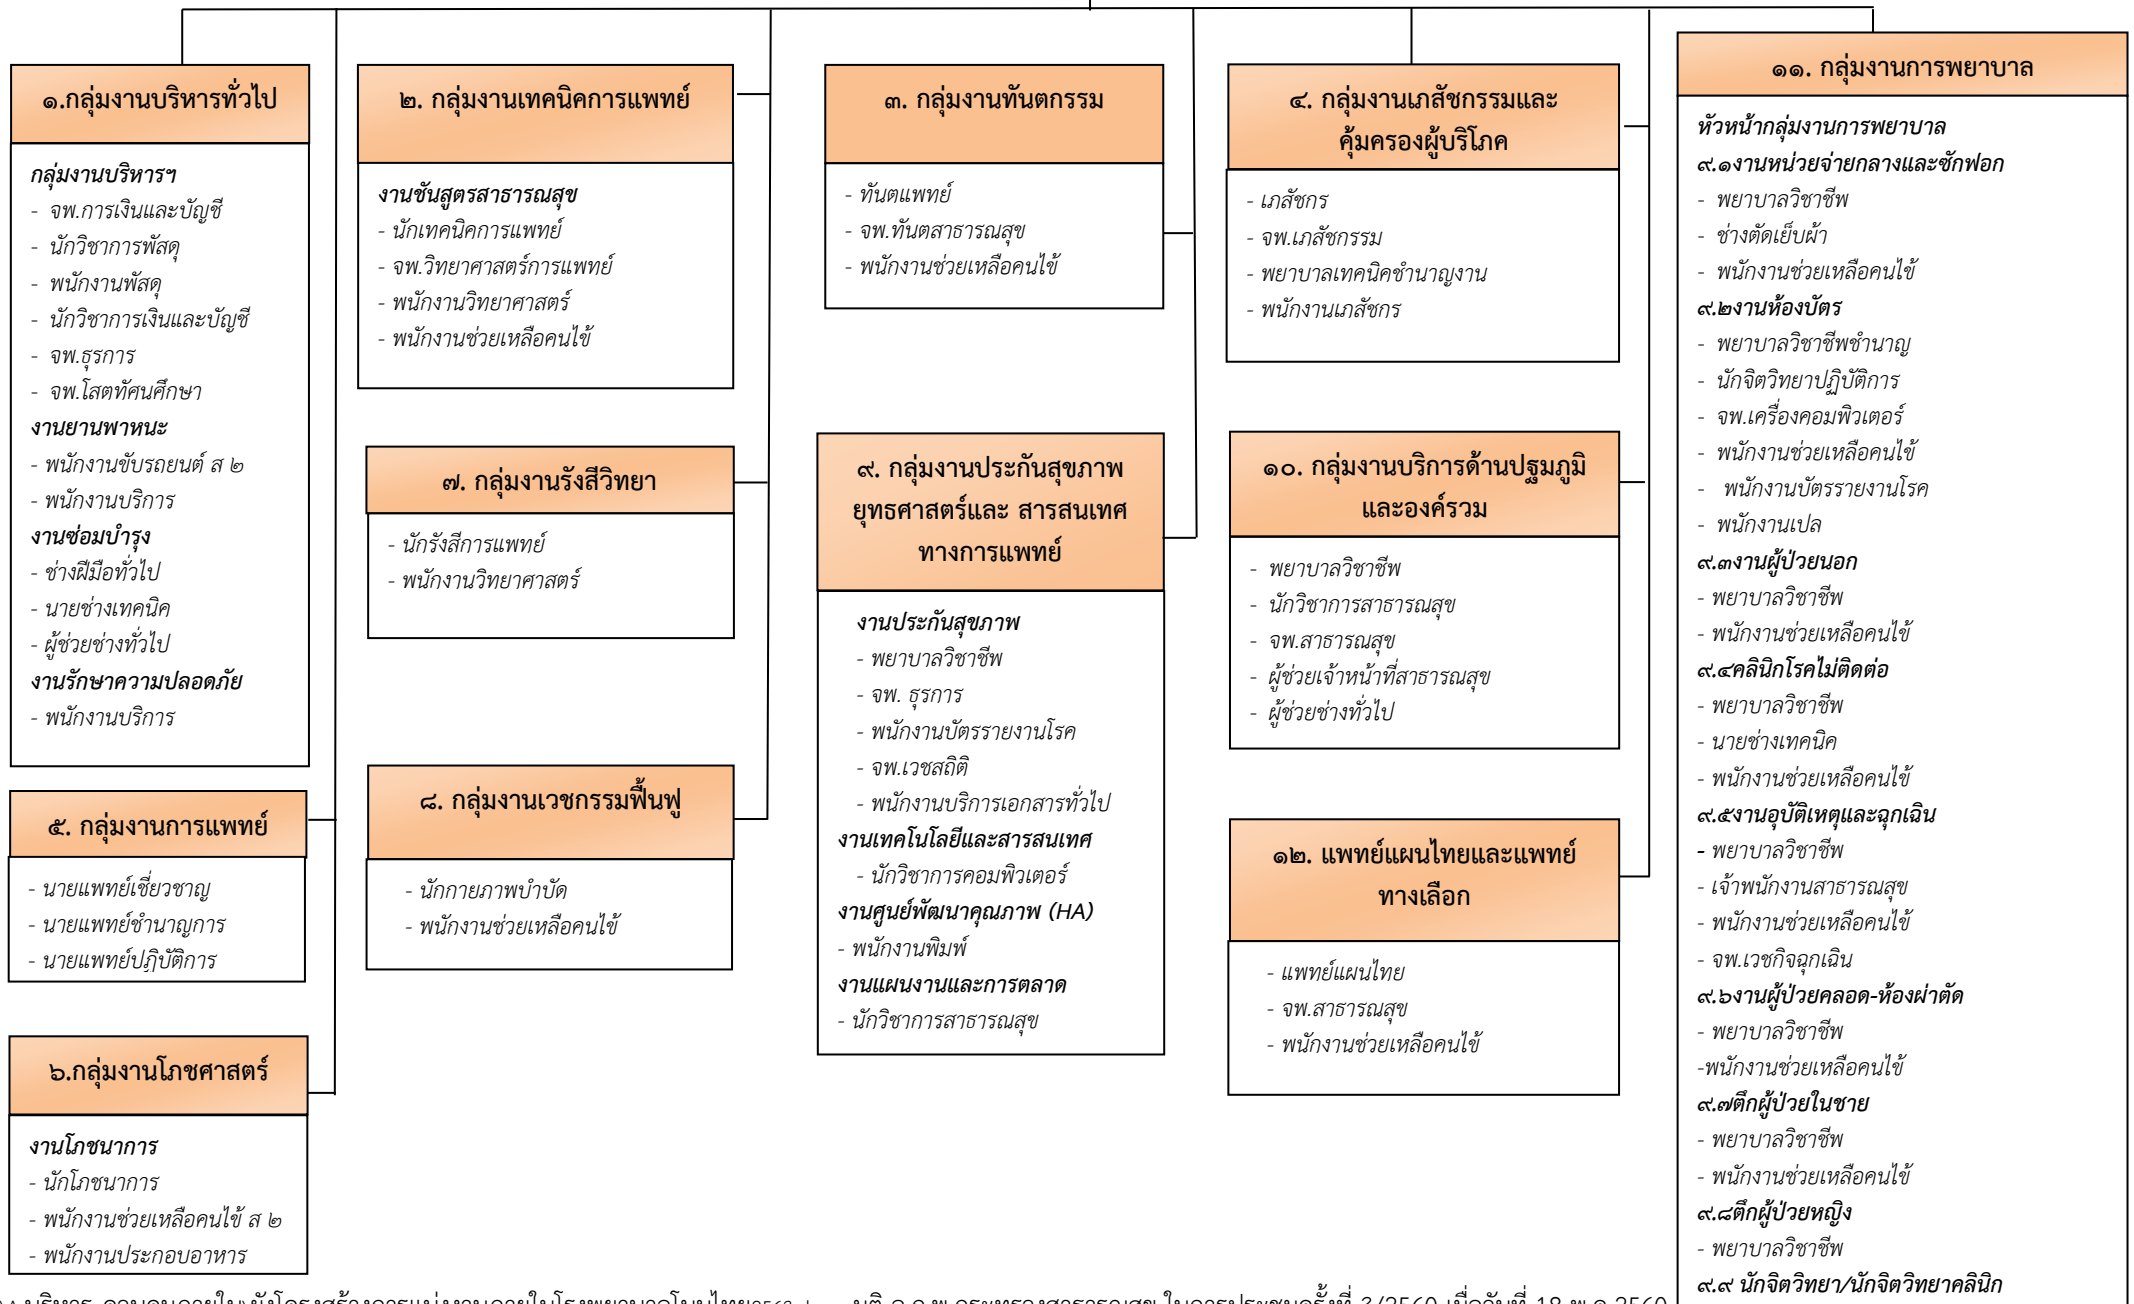 ๑.กลุ่มงานบริหารทั่วไป
กลุ่มงานบริหารฯ
- จพ.การเงินและบัญชี
- นักวิชาการพัสดุ
- พนักงานพัสดุ
- นักวิชาการเงินและบัญชี
- จพ.ธุรการ
- จพ.โสตทัศนศึกษา
งานยานพาหนะ
- พนักงานขับรถยนต์ ส ๒
- พนักงานบริการ
งานซ่อมบำรุง
- ช่างฝีมือทั่วไป
- นายช่างเทคนิค
- ผู้ช่วยช่างทั่วไป
งานรักษาความปลอดภัย
- พนักงานบริการ
๒. กลุ่มงานเทคนิคการแพทย์
งานชันสูตรสาธารณสุข
- นักเทคนิคการแพทย์
- จพ.วิทยาศาสตร์การแพทย์
- พนักงานวิทยาศาสตร์
- พนักงานช่วยเหลือคนไข้
๓. กลุ่มงานทันตกรรม
- ทันตแพทย์
- จพ.ทันตสาธารณสุข
- พนักงานช่วยเหลือคนไข้
๔. กลุ่มงานเภสัชกรรมและ
คุ้มครองผู้บริโภค
- เภสัชกร
- จพ.เภสัชกรรม
- พยาบาลเทคนิคชำนาญงาน
- พนักงานเภสัชกร
๕. กลุ่มงานการแพทย์
- นายแพทย์เชี่ยวชาญ
- นายแพทย์ชำนาญการ
- นายแพทย์ปฏิบัติการ
๖.กลุ่มงานโภชศาสตร์
งานโภชนาการ
- นักโภชนาการ
- พนักงานช่วยเหลือคนไข้ ส ๒
- พนักงานประกอบอาหาร
๗. กลุ่มงานรังสีวิทยา
- นักรังสีการแพทย์
- พนักงานวิทยาศาสตร์
๘. กลุ่มงานเวชกรรมฟื้นฟู
- นักกายภาพบำบัด
- พนักงานช่วยเหลือคนไข้
๙. กลุ่มงานประกันสุขภาพ
ยุทธศาสตร์และ สารสนเทศ
ทางการแพทย์
งานประกันสุขภาพ
- พยาบาลวิชาชีพ
- จพ. ธุรการ
- พนักงานบัตรรายงานโรค
- จพ.เวชสถิติ
- พนักงานบริการเอกสารทั่วไป
งานเทคโนโลยีและสารสนเทศ
- นักวิชาการคอมพิวเตอร์
งานศูนย์พัฒนาคุณภาพ (HA)
- พนักงานพิมพ์
งานแผนงานและการตลาด
- นักวิชาการสาธารณสุข
๑๐. กลุ่มงานบริการด้านปฐมภูมิ
และองค์รวม
- พยาบาลวิชาชีพ
- นักวิชาการสาธารณสุข
- จพ.สาธารณสุข
- ผู้ช่วยเจ้าหน้าที่สาธารณสุข
- ผู้ช่วยช่างทั่วไป
๑๒. แพทย์แผนไทยและแพทย์
ทางเลือก
- แพทย์แผนไทย
- จพ.สาธารณสุข
- พนักงานช่วยเหลือคนไข้
๑๑. กลุ่มงานการพยาบาล
หัวหน้ากลุ่มงานการพยาบาล
๙.๑งานหน่วยจ่ายกลางและซักฟอก
- พยาบาลวิชาชีพ
- ช่างตัดเย็บผ้า
- พนักงานช่วยเหลือคนไข้
๙.๒งานห้องบัตร
- พยาบาลวิชาชีพชำนาญ
- นักจิตวิทยาปฏิบัติการ
- จพ.เครื่องคอมพิวเตอร์
- พนักงานช่วยเหลือคนไข้
- พนักงานบัตรรายงานโรค
- พนักงานเปล
๙.๓งานผู้ป่วยนอก
- พยาบาลวิชาชีพ
- พนักงานช่วยเหลือคนไข้
๙.๔คลินิกโรคไม่ติดต่อ
- พยาบาลวิชาชีพ
- นายช่างเทคนิค
- พนักงานช่วยเหลือคนไข้
๙.๕งานอุบัติเหตุและฉุกเฉิน
- พยาบาลวิชาชีพ
- เจ้าพนักงานสาธารณสุข
- พนักงานช่วยเหลือคนไข้
- จพ.เวชกิจฉุกเฉิน
๙.๖งานผู้ป่วยคลอด-ห้องผ่าตัด
- พยาบาลวิชาชีพ
-พนักงานช่วยเหลือคนไข้
๙.๗ตึกผู้ป่วยในชาย
- พยาบาลวิชาชีพ
- พนักงานช่วยเหลือคนไข้
๙.๘ตึกผู้ป่วยหญิง
- พยาบาลวิชาชีพ
๙.๙ นักจิตวิทยา/นักจิตวิทยาคลินิก